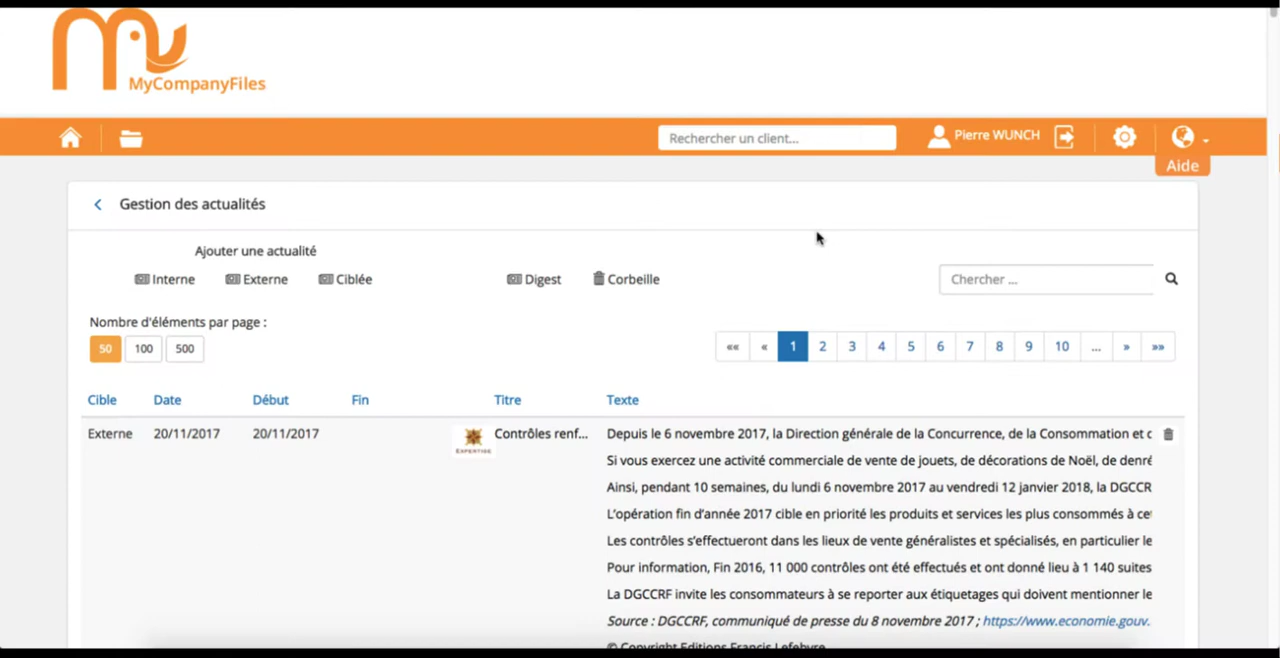 MyCompanyFiles
Rechercher un client...
Pierre WUNCH
Aide
Gestion des actualités
Ajouter une actualité
Interne Externe Ciblée Digest Corbeille
Chercher ...
Nombre d'éléments par page :
50 100 500
«« « 1 2 3 4 5 6 7 8 9 10 ... » »»
Cible Date Début Fin Titre Texte
Externe 20/11/2017 20/11/2017 EXPERTISE Contrôles renf... Depuis le 6 novembre 2017, la Direction générale de la Concurrence, de la Consommation et c
Si vous exercez une activité commerciale de vente de jouets, de décorations de Noël, de denré
Ainsi, pendant 10 semaines, du lundi 6 novembre 2017 au vendredi 12 janvier 2018, la DGCCR
L'opération fin d'année 2017 cible en priorité les produits et services les plus consommés à ce
Les contrôles s'effectueront dans les lieux de vente généralistes et spécialisés, en particulier le
Pour information, Fin 2016, 11 000 contrôles ont été effectués et ont donné lieu à 1 140 suites
La DGCCRF invite les consommateurs à se reporter aux étiquetages qui doivent mentionner le
Source : DGCCRF, communiqué de presse du 8 novembre 2017 ; https://www.economie.gouv.
© Copyright Editions Francis Lefebvre